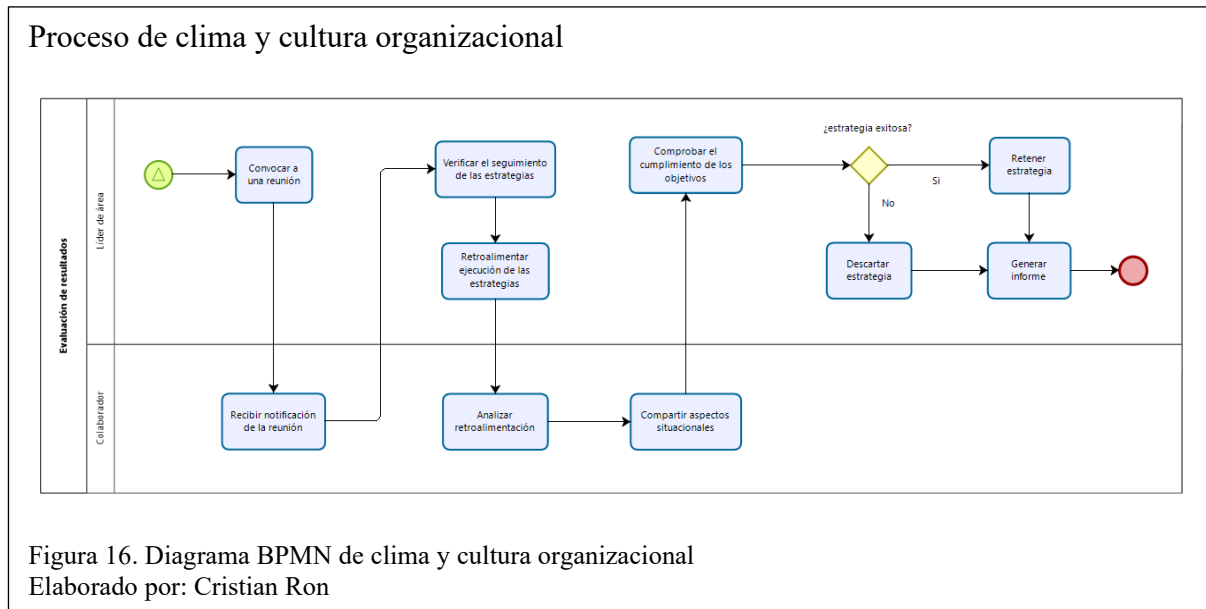 Proceso de clima y cultura organizacional
Evaluación de resultados
Líder de área
Convocar a
una reunión
Verificar el seguimiento
de las estrategias
Retroalimentar
ejecución de las
estrategias
Comprobar el
cumplimiento de los
objetivos
¿estrategia exitosa?
Si
No
Retener
estrategia
Descartar
estrategia
Generar
informe
Colaborador
Recibir notificación
de la reunión
Analizar
retroalimentación
Compartir aspectos
situacionales
Figura 16. Diagrama BPMN de clima y cultura organizacional
Elaborado por: Cristian Ron